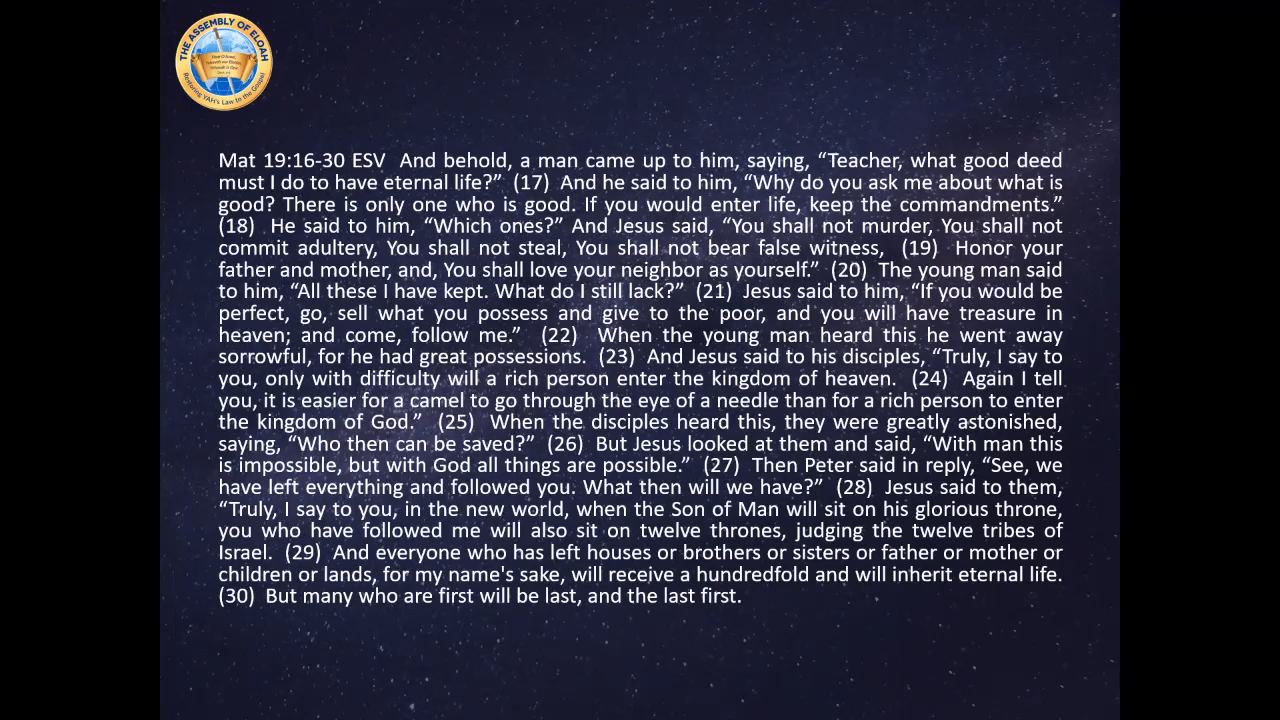 THE ASSEMBLY OF ELOAH
Restoring YAH's Law to the Gospel
Mat 19:16-30 ESV  And behold, a man came up to him, saying, “Teacher, what good deed
must I do to have eternal life?”  (17)  And he said to him, “Why do you ask me about what is
good? There is only one who is good. If you would enter life, keep the commandments.”
(18)  He said to him, “Which ones?” And Jesus said, “You shall not murder, You shall not
commit adultery, You shall not steal, You shall not bear false witness,  (19)  Honor your
father and mother, and, You shall love your neighbor as yourself.”  (20)  The young man said
to him, “All these I have kept. What do I still lack?”  (21)  Jesus said to him, “If you would be
perfect, go, sell what you possess and give to the poor, and you will have treasure in
heaven; and come, follow me.”  (22)  When the young man heard this he went away
sorrowful, for he had great possessions.  (23)  And Jesus said to his disciples, “Truly, I say to
you, only with difficulty will a rich person enter the kingdom of heaven.  (24)  Again I tell
you, it is easier for a camel to go through the eye of a needle than for a rich person to enter
the kingdom of God.”  (25)  When the disciples heard this, they were greatly astonished,
saying, “Who then can be saved?”  (26)  But Jesus looked at them and said, “With man this
is impossible, but with God all things are possible.”  (27)  Then Peter said in reply, “See, we
have left everything and followed you. What then will we have?”  (28)  Jesus said to them,
“Truly, I say to you, in the new world, when the Son of Man will sit on his glorious throne,
you who have followed me will also sit on twelve thrones, judging the twelve tribes of
Israel.  (29)  And everyone who has left houses or brothers or sisters or father or mother or
children or lands, for my name's sake, will receive a hundredfold and will inherit eternal life.
(30)  But many who are first will be last, and the last first.